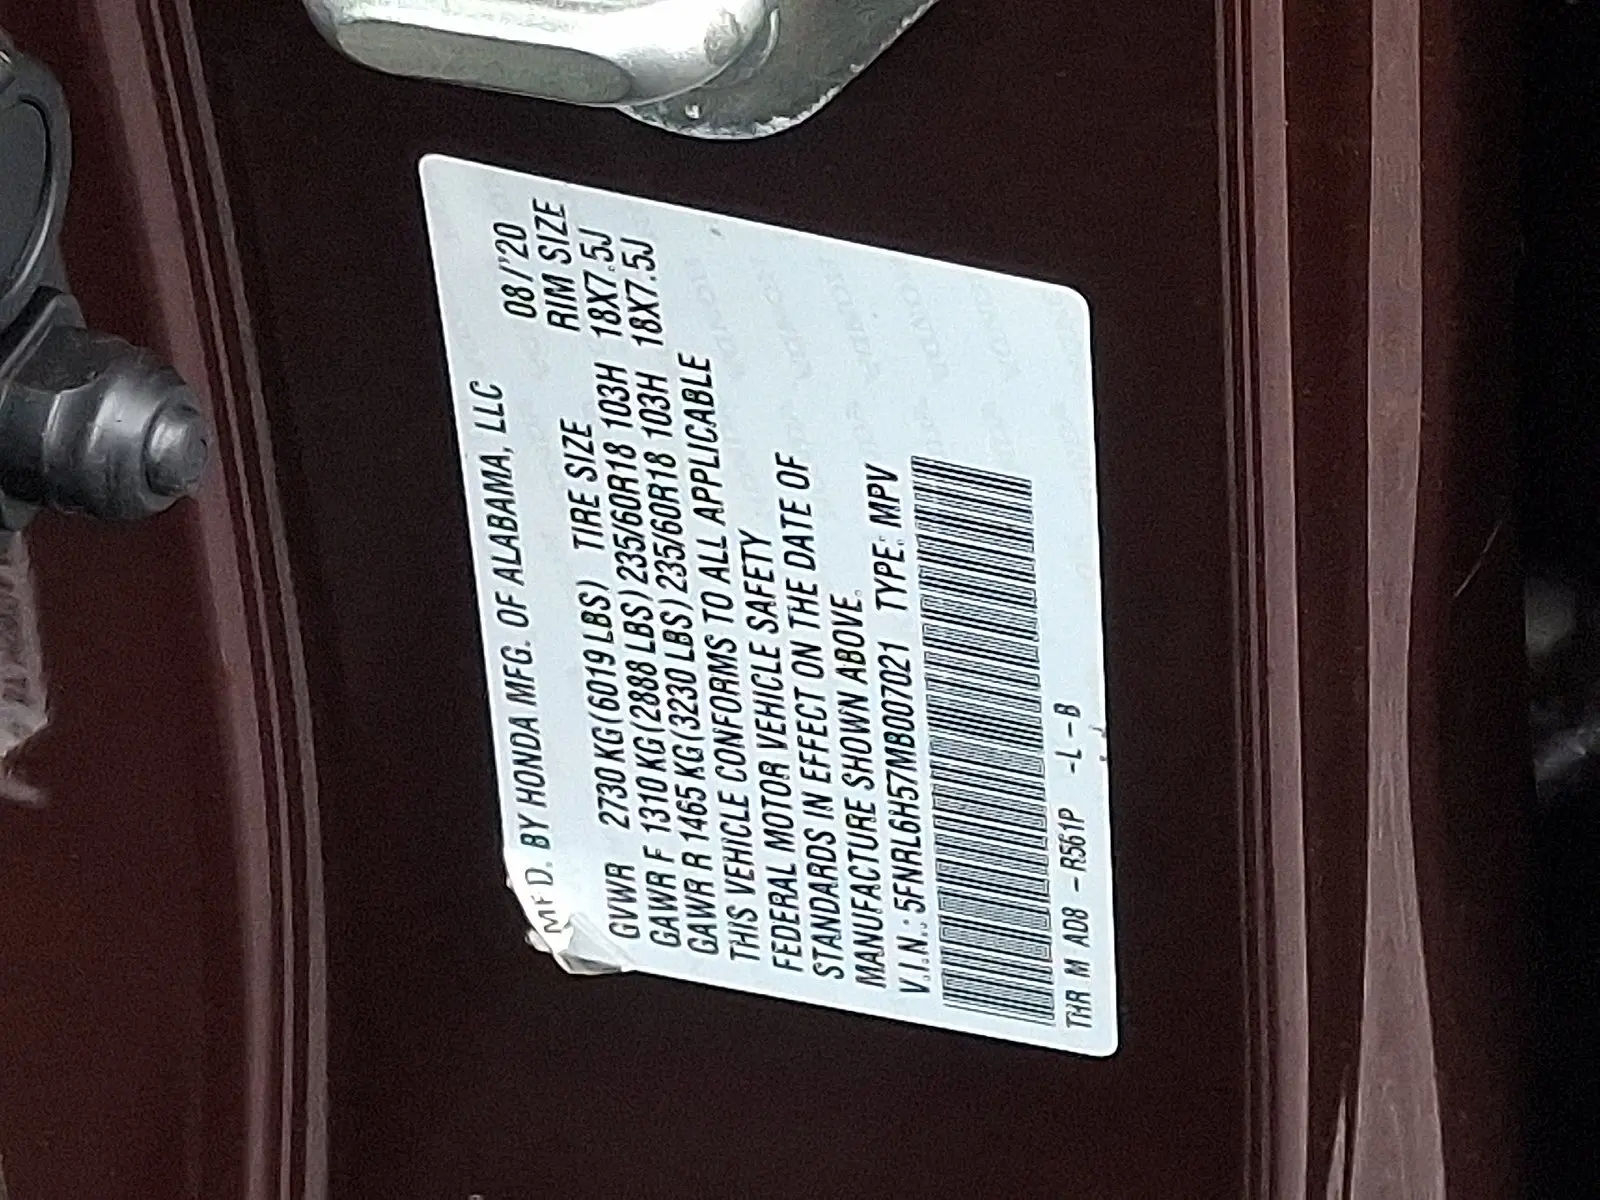 MFD. BY HONDA MFG. OF ALABAMA, LLC 08/'20
GVWR 2730 KG (6019 LBS) TIRE SIZE RIM SIZE
GAWR F 1310 KG (2888 LBS) 235/60R18 103H 18X7.5J
GAWR R 1465 KG (3230 LBS) 235/60R18 103H 18X7.5J
THIS VEHICLE CONFORMS TO ALL APPLICABLE
FEDERAL MOTOR VEHICLE SAFETY
STANDARDS IN EFFECT ON THE DATE OF
MANUFACTURE SHOWN ABOVE.
V.I.N.: 5FNRL6H57MB007021 TYPE: MPV
THR M AD8 - R561P -L-B